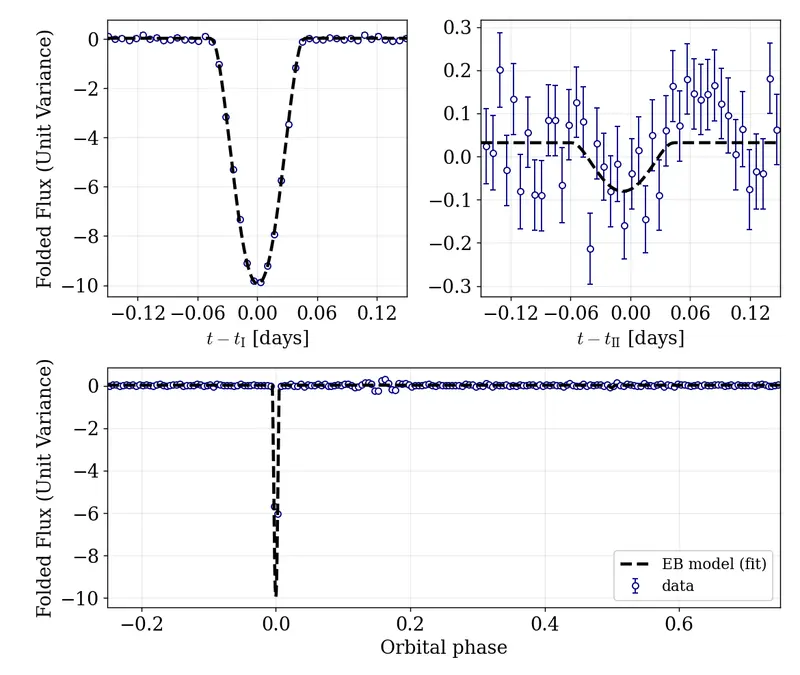 Folded Flux (Unit Variance)
0
−2
−4
−6
−8
−10
−0.12 −0.06 0.00 0.06 0.12
t − tI [days]
0.3
0.2
0.1
0.0
−0.1
−0.2
−0.3
−0.12 −0.06 0.00 0.06 0.12
t − tII [days]
Folded Flux (Unit Variance)
0
−2
−4
−6
−8
−10
−0.2 0.0 0.2 0.4 0.6
Orbital phase
EB model (fit)
data